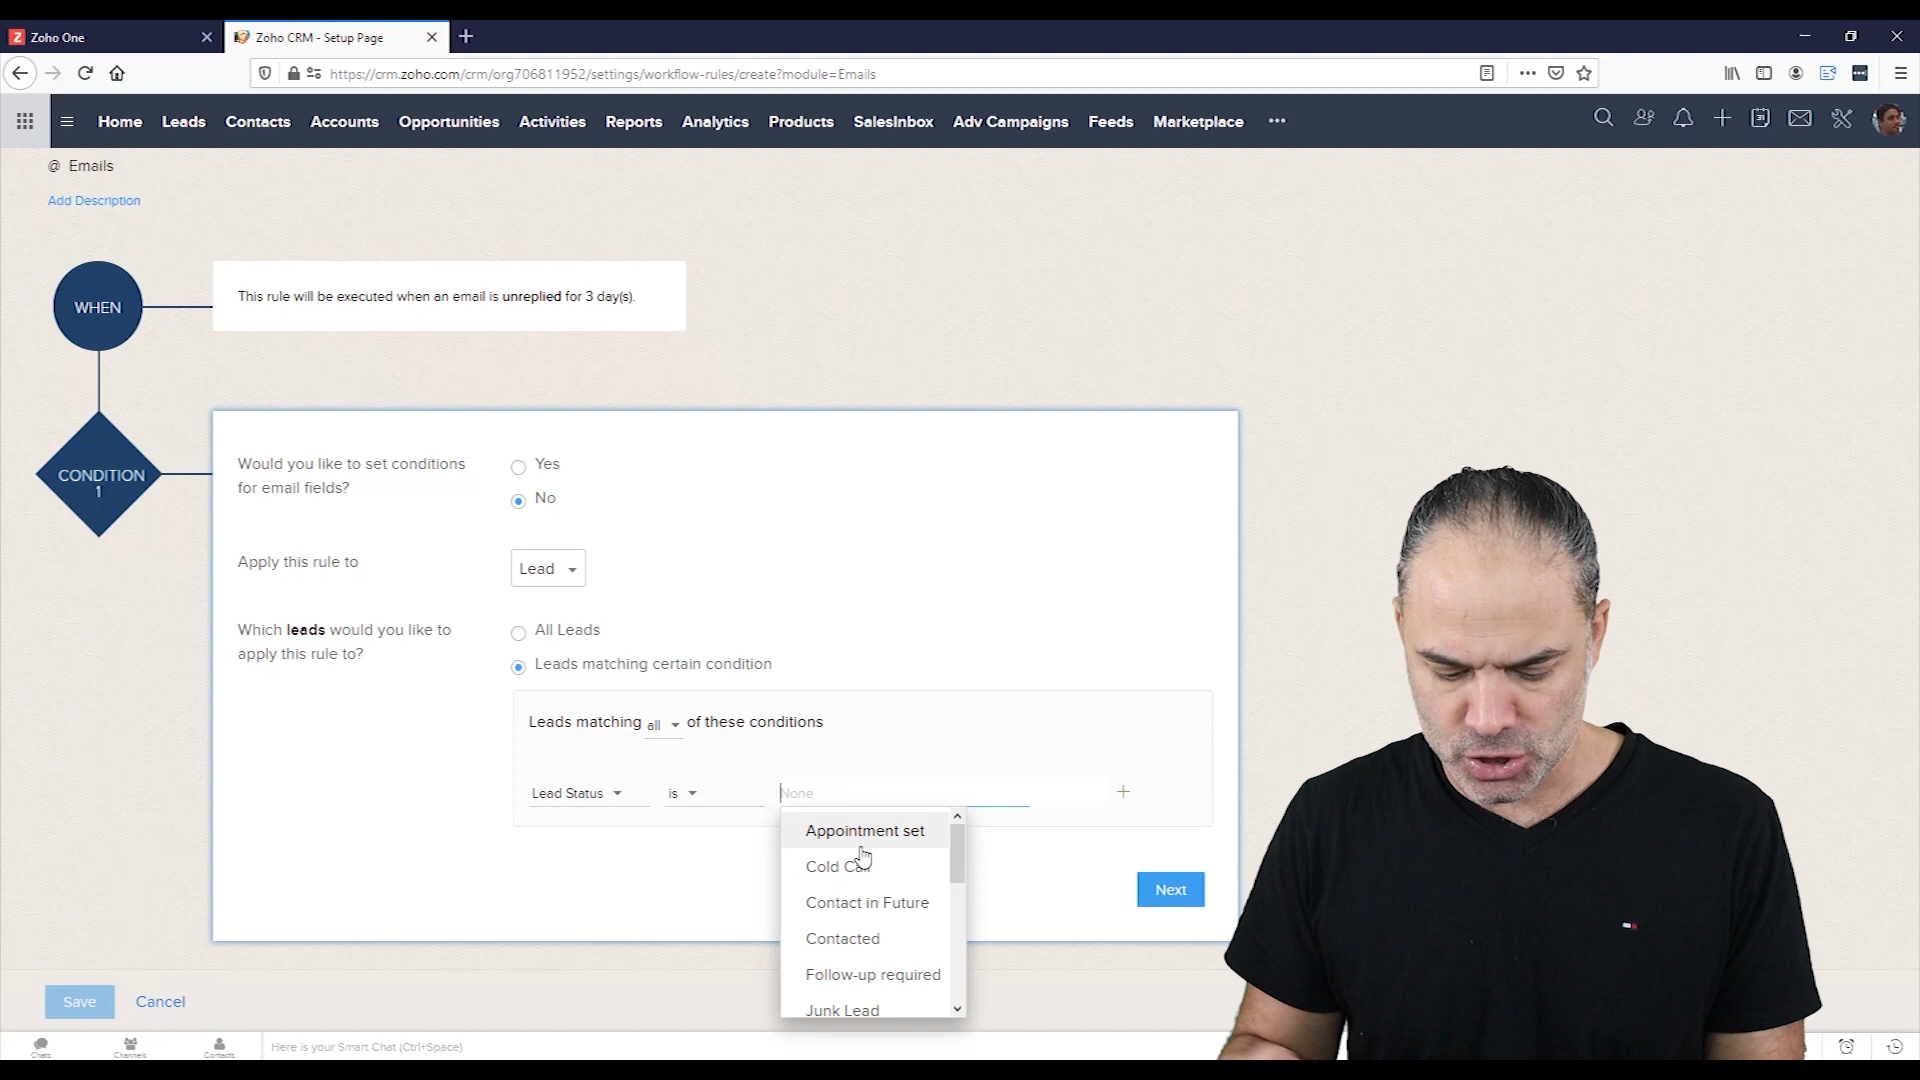 Zoho One
Zoho CRM - Setup Page
https://crm.zoho.com/crm/org706811952/settings/workflow-rules/create?module=Emails
Home Leads Contacts Accounts Opportunities Activities Reports Analytics Products SalesInbox Adv Campaigns Feeds Marketplace •••
@ Emails
Add Description
WHEN
This rule will be executed when an email is unreplied for 3 day(s).
CONDITION
1
Would you like to set conditions
for email fields?
Yes
No
Apply this rule to
Lead
Which leads would you like to
apply this rule to?
All Leads
Leads matching certain condition
Leads matching all of these conditions
Lead Status is None
Appointment set
Cold Call
Contact in Future
Contacted
Follow-up required
Junk Lead
Next
Save Cancel
Chats Channels Contacts Here is your Smart Chat (Ctrl+Space)